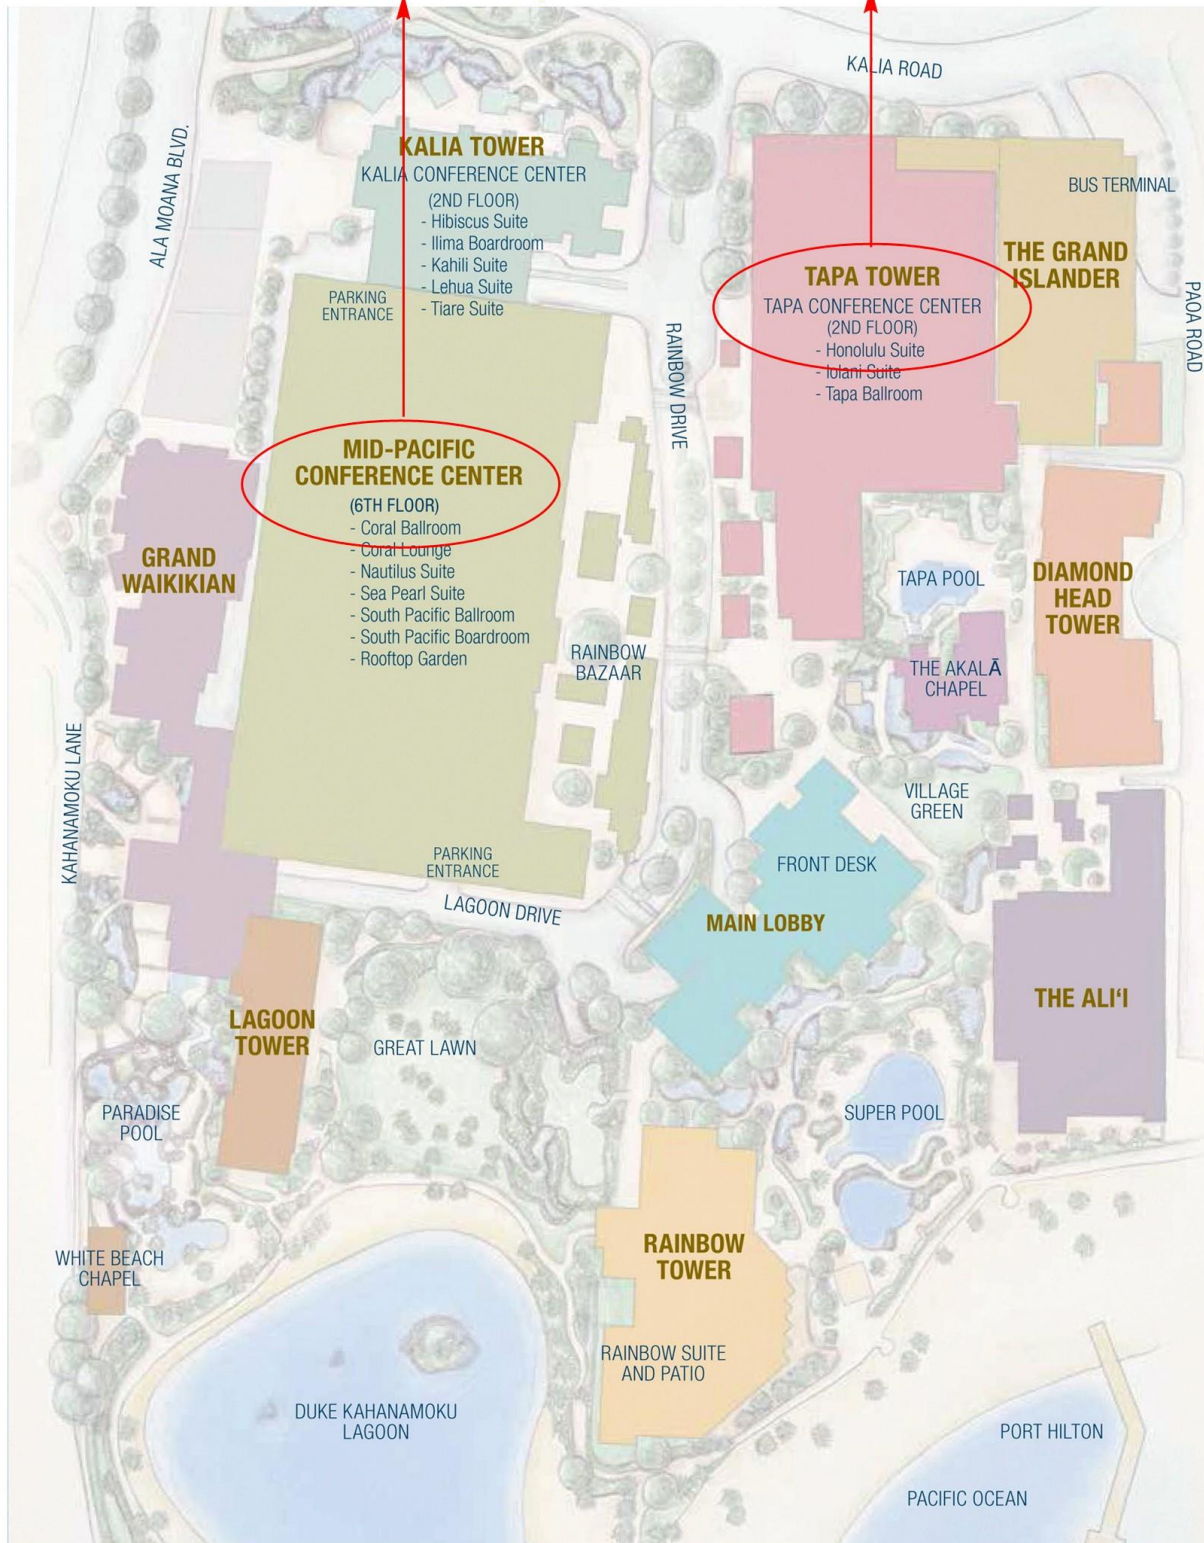 KALIA ROAD
ALA MOANA BLVD.
KALIA TOWER
KALIA CONFERENCE CENTER
(2ND FLOOR)
- Hibiscus Suite
- Ilima Boardroom
- Kahili Suite
- Lehua Suite
- Tiare Suite
PARKING
ENTRANCE
BUS TERMINAL
THE GRAND
ISLANDER
TAPA TOWER
TAPA CONFERENCE CENTER
(2ND FLOOR)
- Honolulu Suite
- Iolani Suite
- Tapa Ballroom
PAOA ROAD
RAINBOW DRIVE
MID-PACIFIC
CONFERENCE CENTER
(6TH FLOOR)
- Coral Ballroom
- Coral Lounge
- Nautilus Suite
- Sea Pearl Suite
- South Pacific Ballroom
- South Pacific Boardroom
- Rooftop Garden
GRAND
WAIKIKIAN
TAPA POOL
DIAMOND
HEAD
TOWER
RAINBOW
BAZAAR
THE AKALĀ
CHAPEL
KAHANAMOKU LANE
VILLAGE
GREEN
PARKING
ENTRANCE
FRONT DESK
LAGOON DRIVE
MAIN LOBBY
THE ALI‘I
LAGOON
TOWER
GREAT LAWN
PARADISE
POOL
SUPER POOL
RAINBOW
TOWER
WHITE BEACH
CHAPEL
RAINBOW SUITE
AND PATIO
DUKE KAHANAMOKU
LAGOON
PORT HILTON
PACIFIC OCEAN